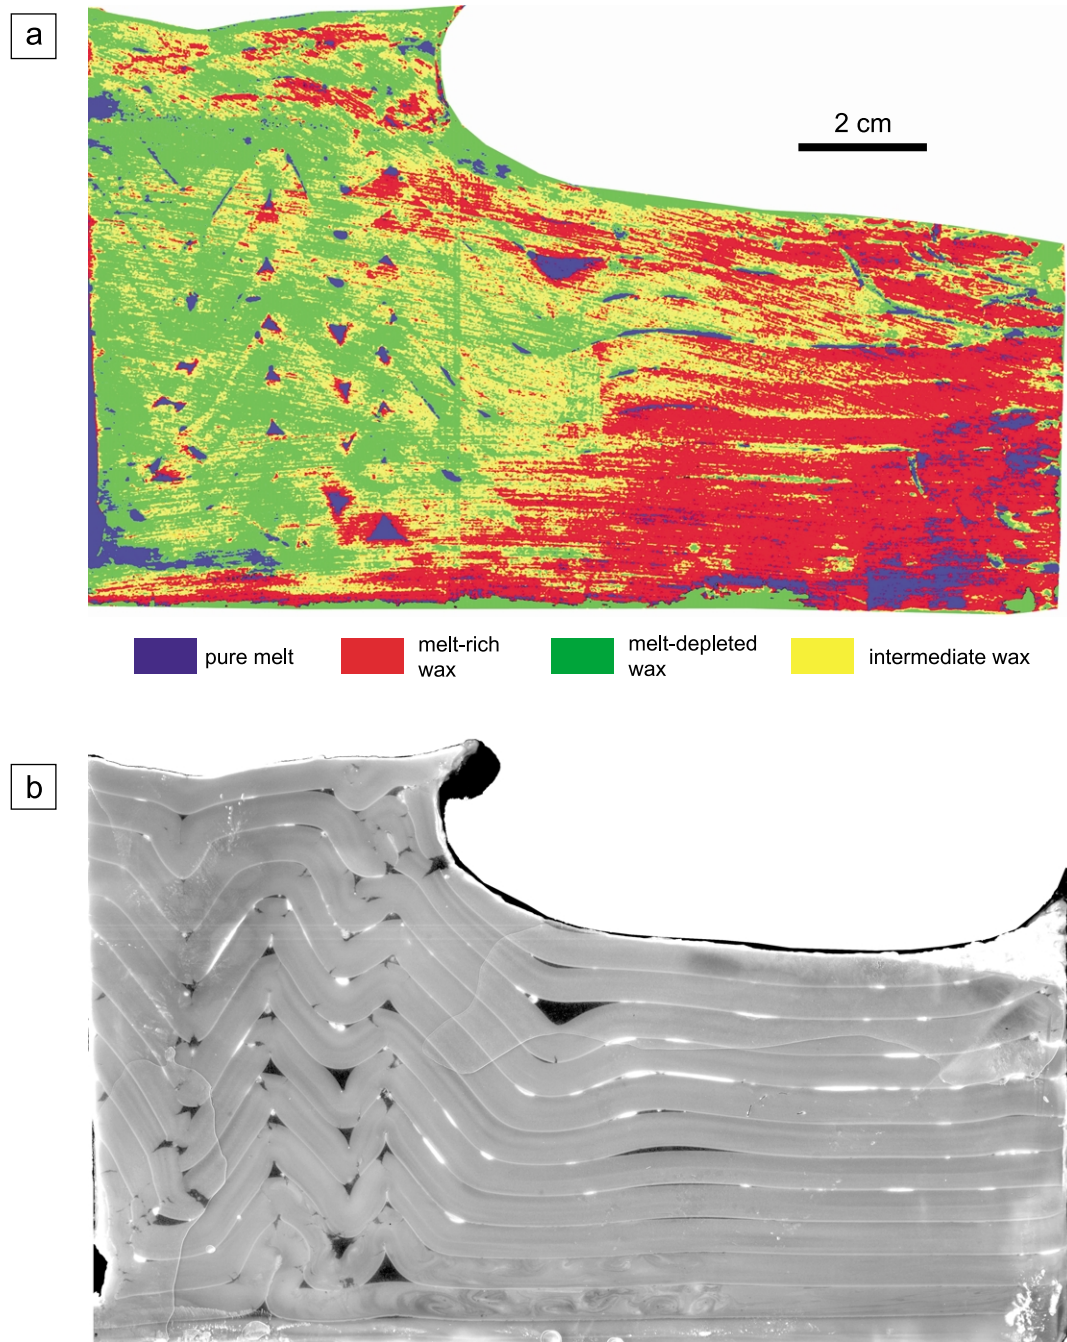 a
2 cm
pure melt
melt-rich
wax
melt-depleted
wax
intermediate wax
b